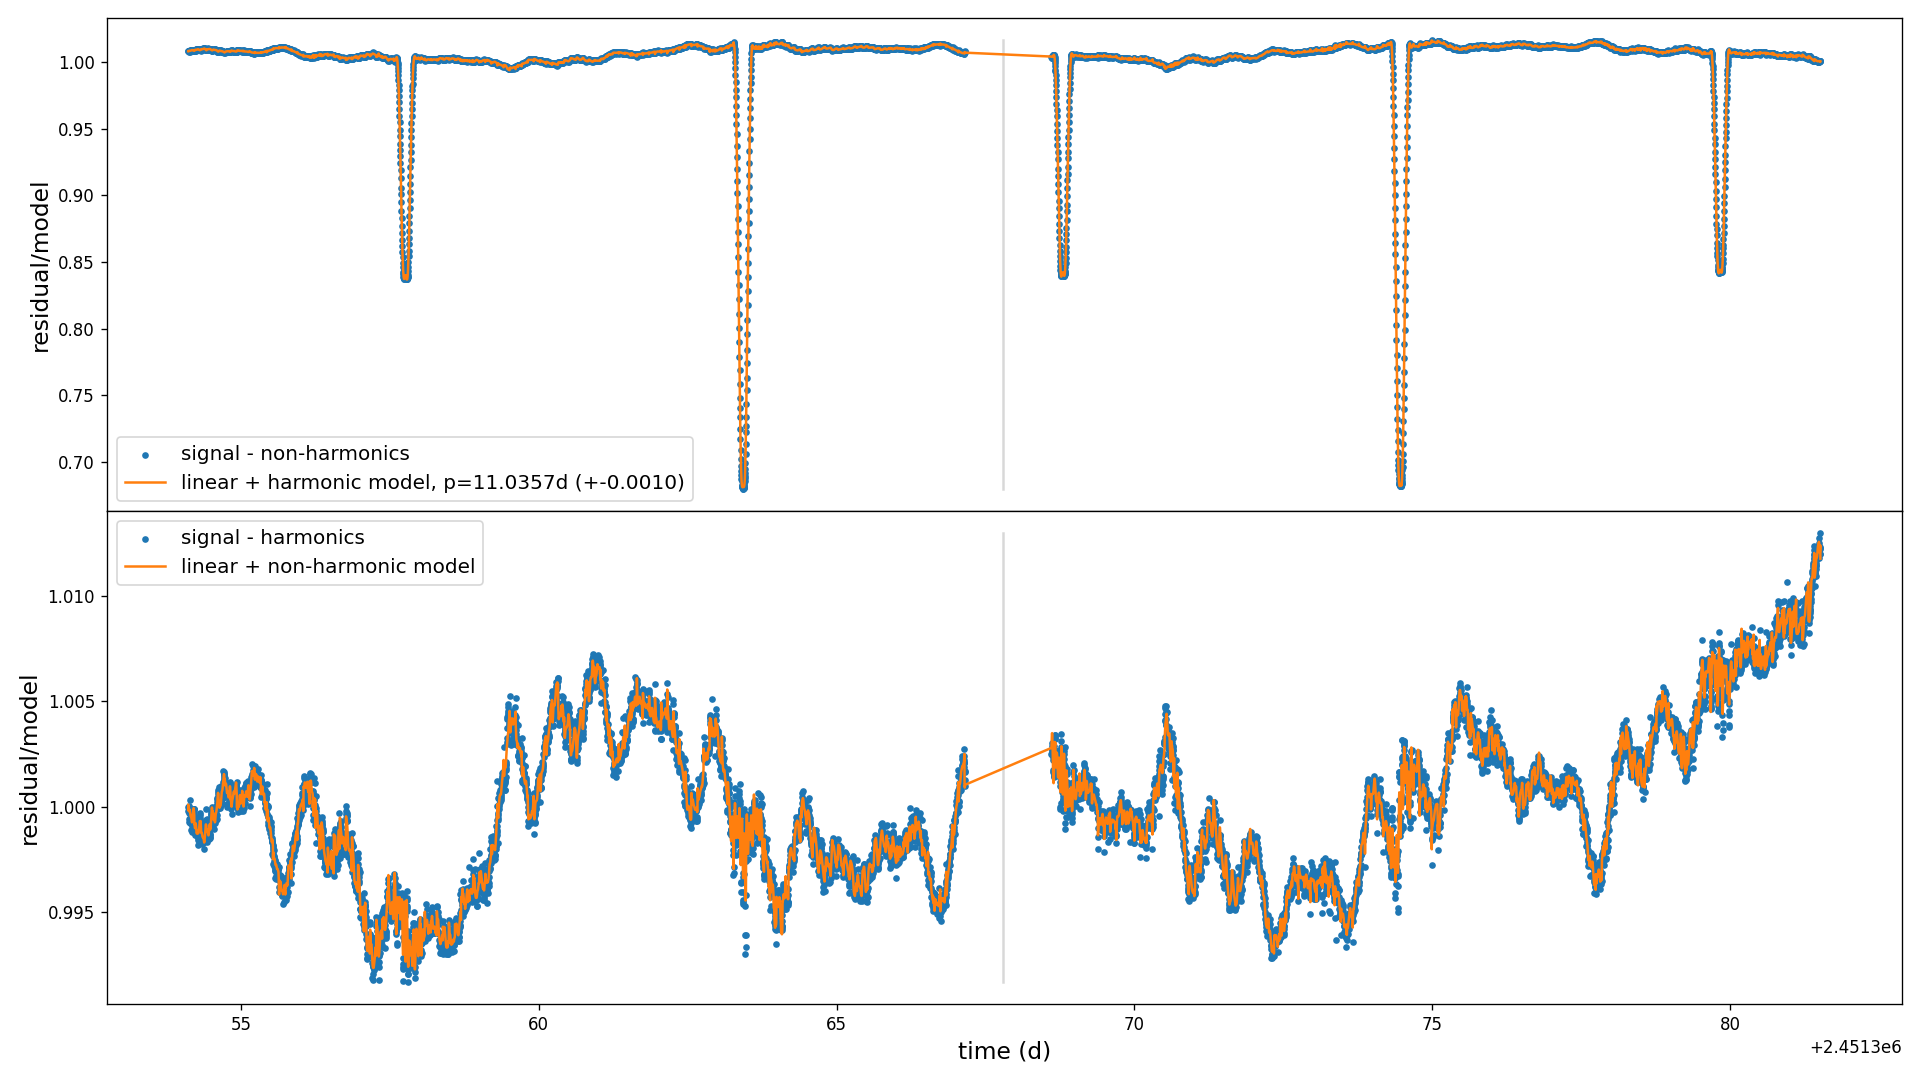 residual/model
1.00
0.95
0.90
0.85
0.80
0.75
0.70
signal - non-harmonics
linear + harmonic model, p=11.0357d (+-0.0010)
residual/model
signal - harmonics
linear + non-harmonic model
1.010
1.005
1.000
0.995
55 60 65 70 75 80
time (d)
+2.4513e6